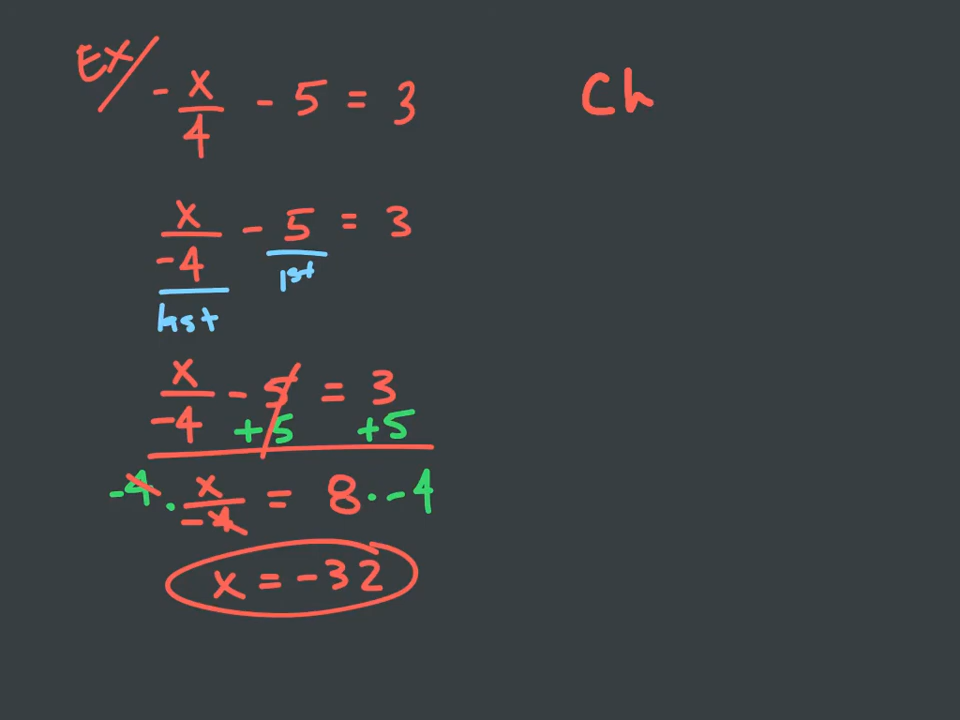 Ex/ -x/4 - 5 = 3
x/-4 - 5 = 3
last 1st
x/-4 - 5 = 3
+5 +5
-4 · x/-4 = 8 · -4
x = -32
Ch